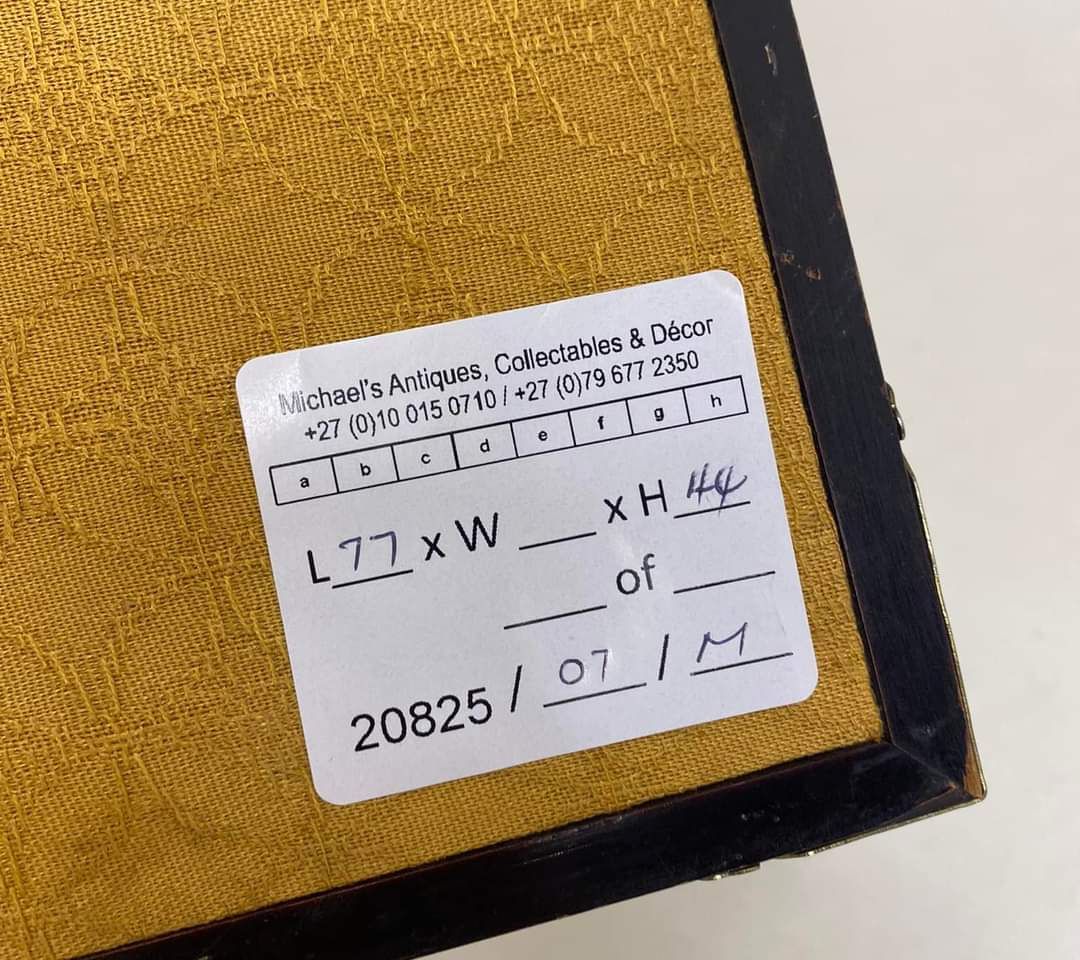 Michael's Antiques, Collectables & Décor
+27 (0)10 015 0710 / +27 (0)79 677 2350
a b c d e f g h
L 77 x W ___ x H 44
___ of ___
20825 / 07 / M